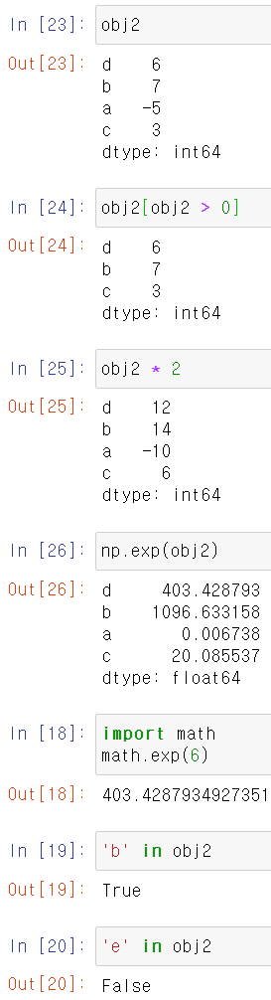 In [23]: obj2
Out[23]: d 6
b 7
a -5
c 3
dtype: int64
In [24]: obj2[obj2 > 0]
Out[24]: d 6
b 7
c 3
dtype: int64
In [25]: obj2 * 2
Out[25]: d 12
b 14
a -10
c 6
dtype: int64
In [26]: np.exp(obj2)
Out[26]: d 403.428793
b 1096.633158
a 0.006738
c 20.085537
dtype: float64
In [18]: import math
math.exp(6)
Out[18]: 403.4287934927351
In [19]: 'b' in obj2
Out[19]: True
In [20]: 'e' in obj2
Out[20]: False